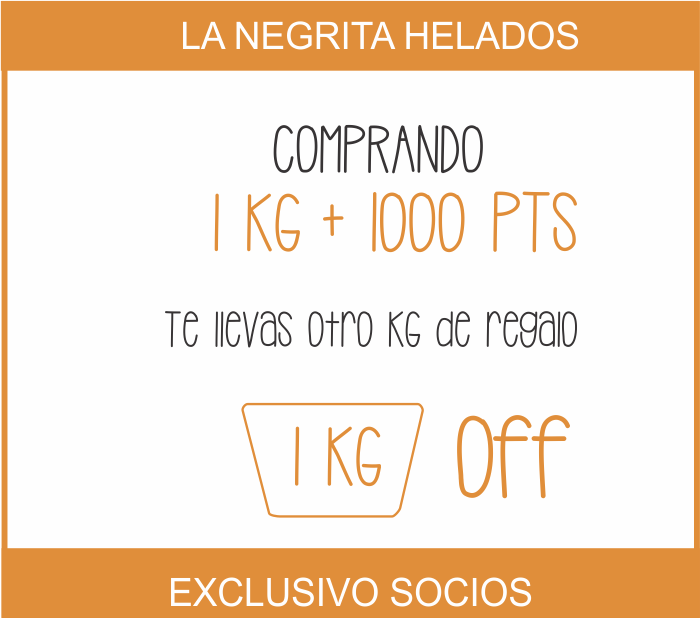 LA NEGRITA HELADOS
COMPRANDO
1 KG + 1000 PTS
Te llevas otro KG de regalo
1 KG Off
EXCLUSIVO SOCIOS